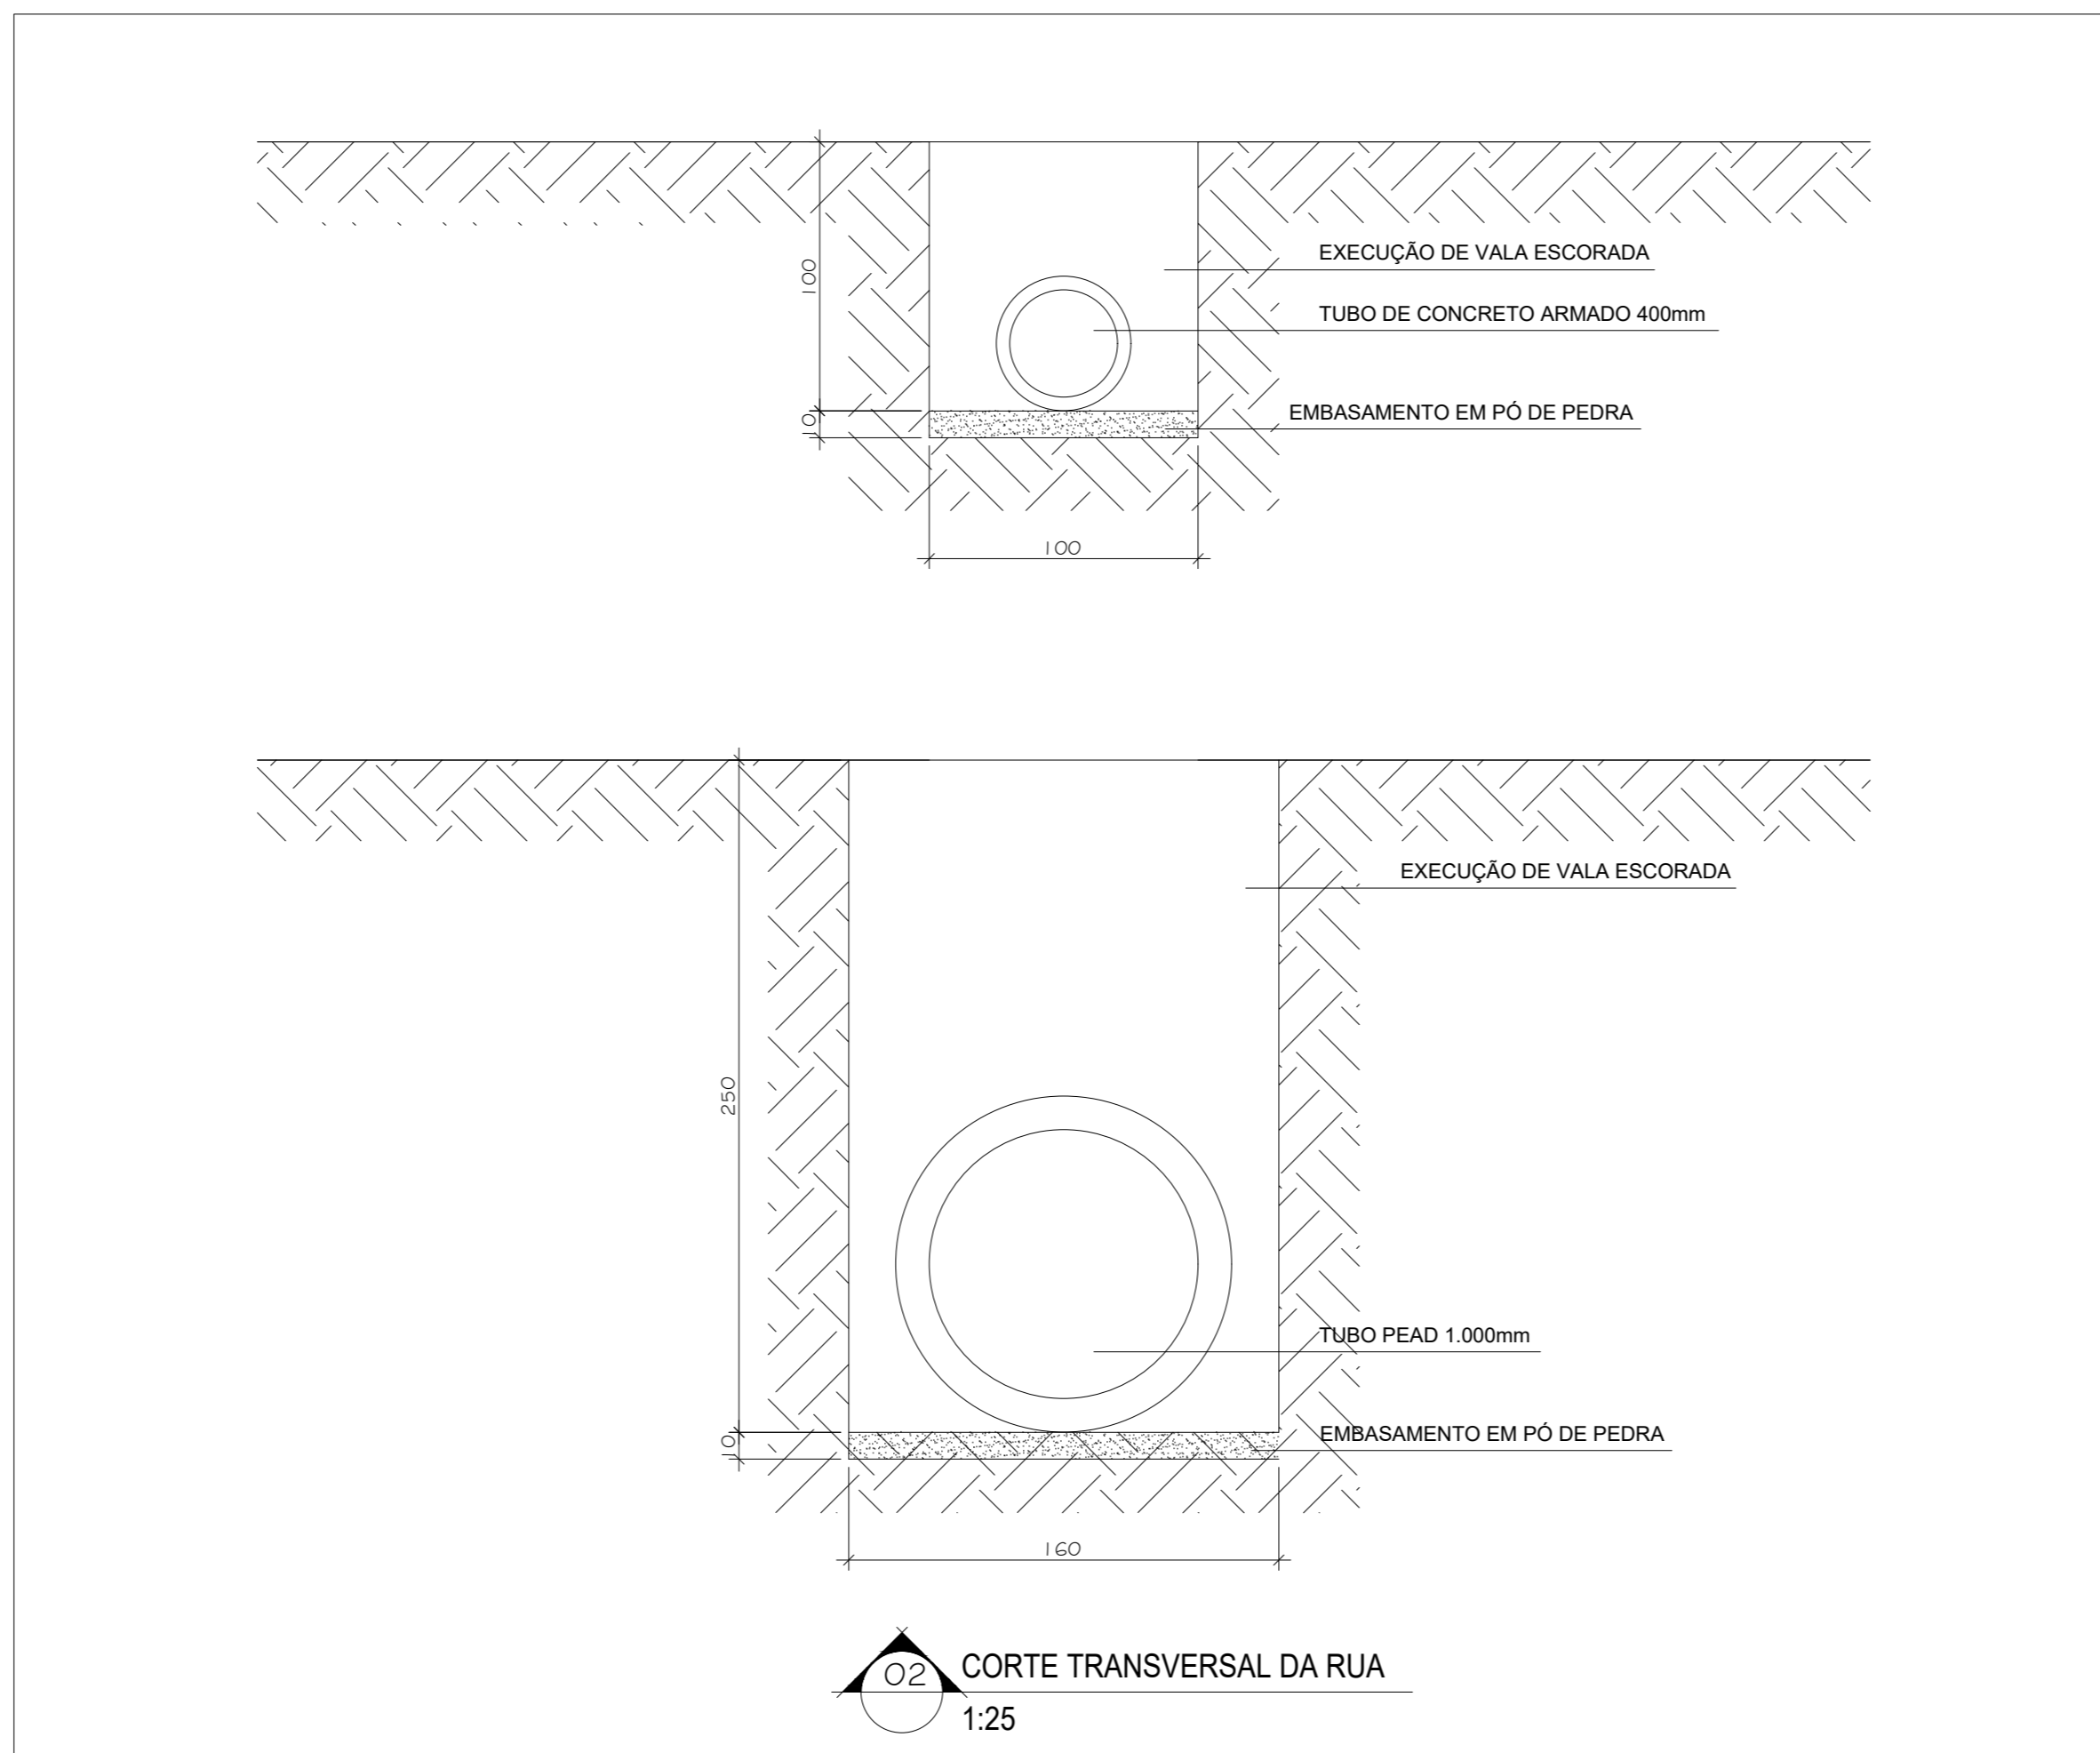 EXECUÇÃO DE VALA ESCORADA
100
TUBO DE CONCRETO ARMADO 400mm
EMBASAMENTO EM PÓ DE PEDRA
10
100
EXECUÇÃO DE VALA ESCORADA
250
TUBO PEAD 1.000mm
EMBASAMENTO EM PÓ DE PEDRA
10
160
02 CORTE TRANSVERSAL DA RUA
1:25